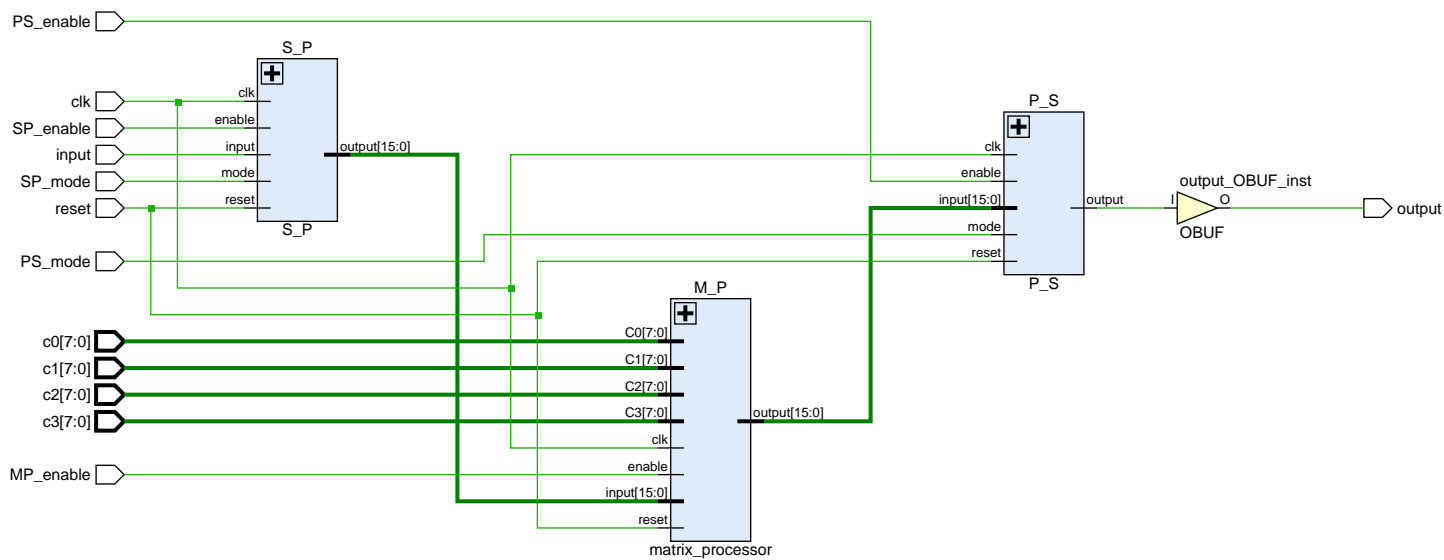 PS_enable
S_P
clk
clk
SP_enable
enable
input
input
output[15:0]
SP_mode
mode
reset
reset
S_P
PS_mode
P_S
clk
enable
input[15:0]
output
mode
reset
P_S
output_OBUF_inst
I
O
OBUF
output
M_P
c0[7:0]
C0[7:0]
c1[7:0]
C1[7:0]
c2[7:0]
C2[7:0]
c3[7:0]
C3[7:0]
output[15:0]
clk
MP_enable
enable
input[15:0]
reset
matrix_processor